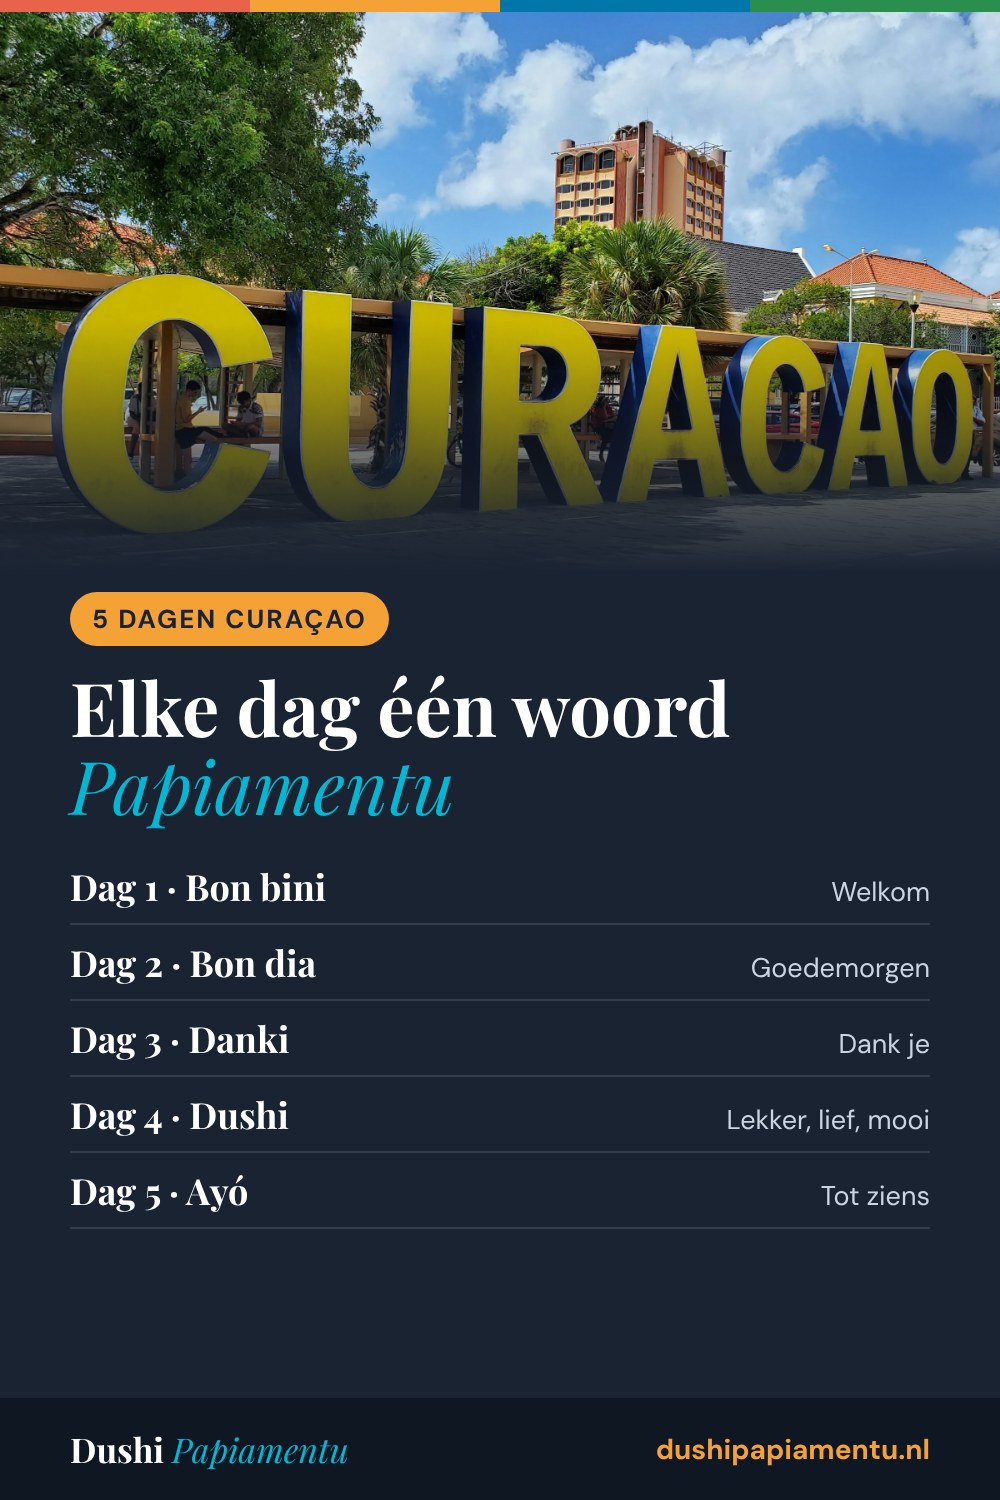 CURACAO
5 DAGEN CURAÇAO
Elke dag één woord
Papiamentu
Dag 1 · Bon bini Welkom
Dag 2 · Bon dia Goedemorgen
Dag 3 · Danki Dank je
Dag 4 · Dushi Lekker, lief, mooi
Dag 5 · Ayó Tot ziens
Dushi Papiamentu dushipapiamentu.nl